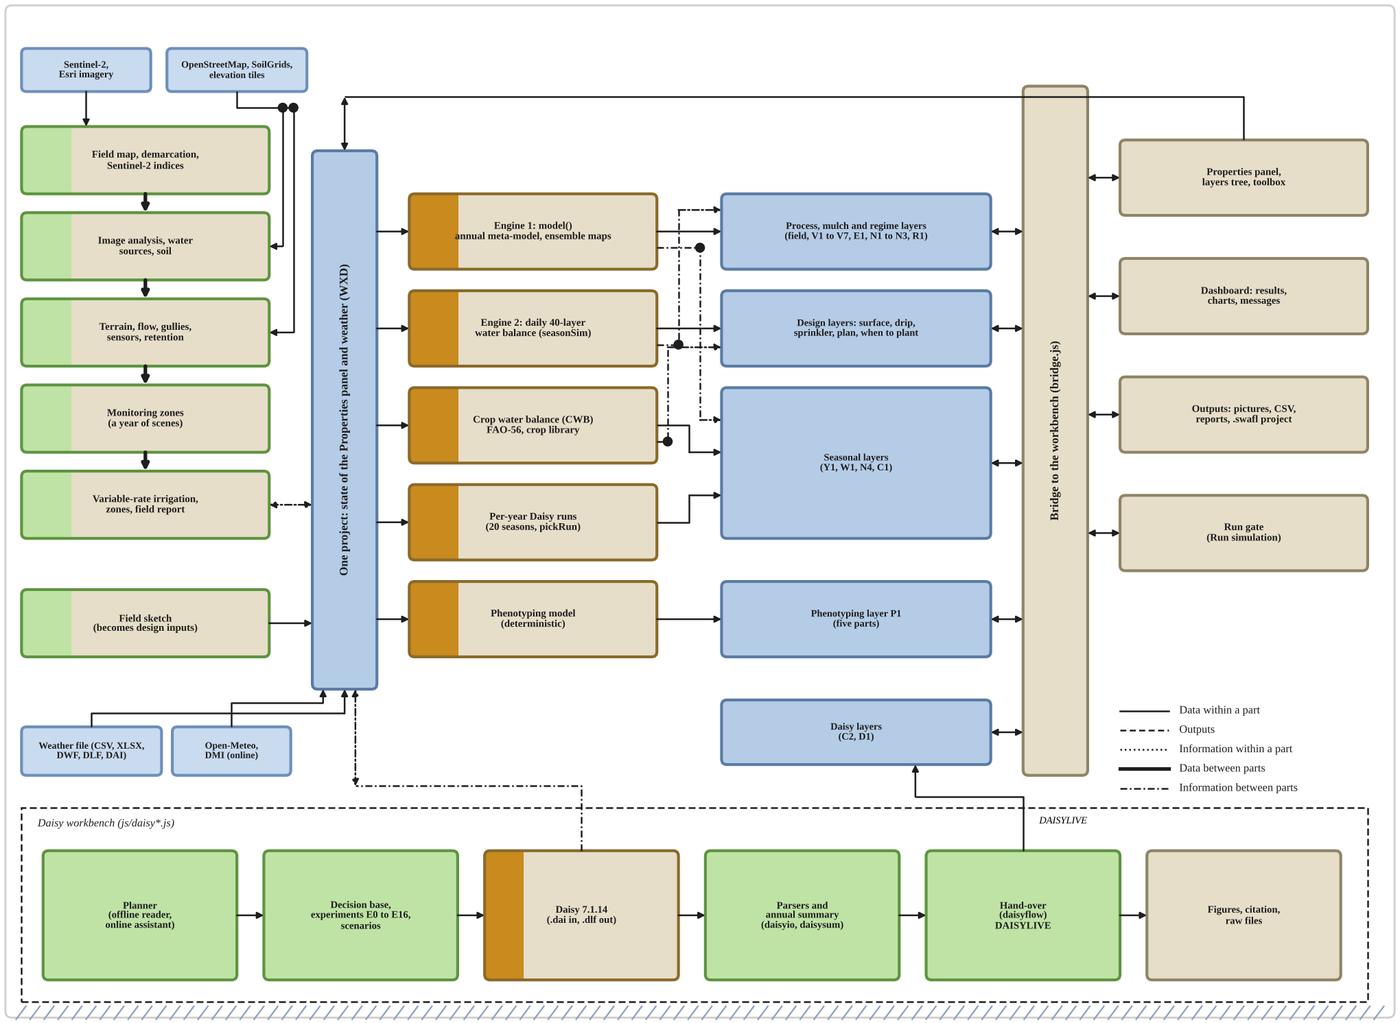 Sentinel-2,
Esri imagery
OpenStreetMap, SoilGrids,
elevation tiles
Field map, demarcation,
Sentinel-2 indices
Image analysis, water
sources, soil
Terrain, flow, gullies,
sensors, retention
Monitoring zones
(a year of scenes)
Variable-rate irrigation,
zones, field report
Field sketch
(becomes design inputs)
Weather file (CSV, XLSX,
DWF, DLF, DAI)
Open-Meteo,
DMI (online)
One project: state of the Properties panel and weather (WXD)
Engine 1: model()
annual meta-model, ensemble maps
Engine 2: daily 40-layer
water balance (seasonSim)
Crop water balance (CWB)
FAO-56, crop library
Per-year Daisy runs
(20 seasons, pickRun)
Phenotyping model
(deterministic)
Process, mulch and regime layers
(field, V1 to V7, E1, N1 to N3, R1)
Design layers: surface, drip,
sprinkler, plan, when to plant
Seasonal layers
(Y1, W1, N4, C1)
Phenotyping layer P1
(five parts)
Daisy layers
(C2, D1)
Bridge to the workbench (bridge.js)
Properties panel,
layers tree, toolbox
Dashboard: results,
charts, messages
Outputs: pictures, CSV,
reports, .swafl project
Run gate
(Run simulation)
Data within a part
Outputs
Information within a part
Data between parts
Information between parts
Daisy workbench (js/daisy*.js)
DAISYLIVE
Planner
(offline reader,
online assistant)
Decision base,
experiments E0 to E16,
scenarios
Daisy 7.1.14
(.dai in, .dlf out)
Parsers and
annual summary
(daisyio, daisysum)
Hand-over
(daisyflow)
DAISYLIVE
Figures, citation,
raw files